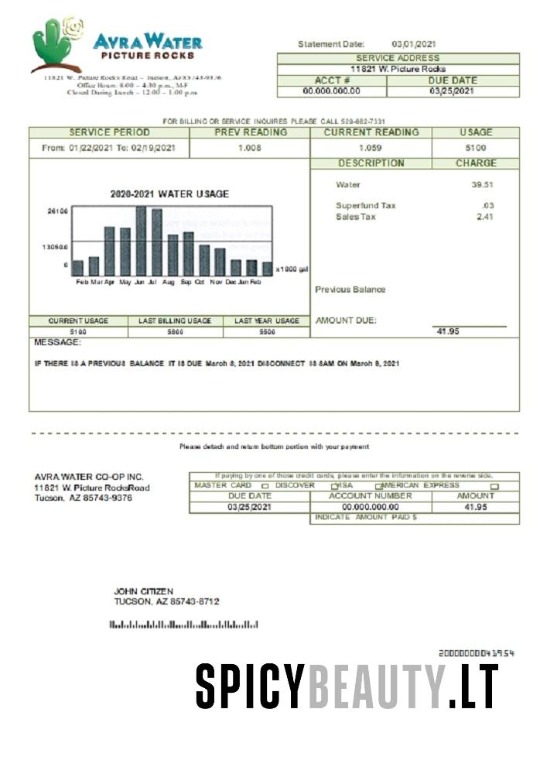 AVRA WATER
PICTURE ROCKS
11821 W. Picture Rocks Road - Tucson, AZ 85743-9376
Office Hours: 8:00 - 4:30 p.m., M-F
Closed During Lunch - 12:00 - 1:00 p.m.
Statement Date: 03/01/2021
SERVICE ADDRESS
11821 W. Picture Rocks
ACCT # DUE DATE
00.000.000.00 03/25/2021
FOR BILLING OR SERVICE INQUIRES PLEASE CALL 520-682-7331
SERVICE PERIOD PREV READING CURRENT READING USAGE
From: 01/22/2021 To: 02/19/2021 1.008 1.059 5100
DESCRIPTION CHARGE
Water 39.51
Superfund Tax .03
Sales Tax 2.41
2020-2021 WATER USAGE
26100
13050.0
0
Feb Mar Apr May Jun Jul Aug Sep Oct Nov Dec Jan Feb
x1000 gal
Previous Balance
AMOUNT DUE:
41.95
CURRENT USAGE LAST BILLING USAGE LAST YEAR USAGE
5100 5800 5500
MESSAGE:
IF THERE IS A PREVIOUS BALANCE IT IS DUE March 8, 2021 DISCONNECT IS 8AM ON March 9, 2021
Please detach and return bottom portion with your payment
AVRA WATER CO-OP INC.
11821 W. Picture RocksRoad
Tucson, AZ 85743-9376
If paying by one of those credit cards, please enter the information on the reverse side.
MASTER CARD DISCOVER VISA AMERICAN EXPRESS
DUE DATE ACCOUNT NUMBER AMOUNT
03/25/2021 00.000.000.00 41.95
INDICATE AMOUNT PAID $
JOHN CITIZEN
TUCSON, AZ 85743-8712
SPICYBEAUTY.LT